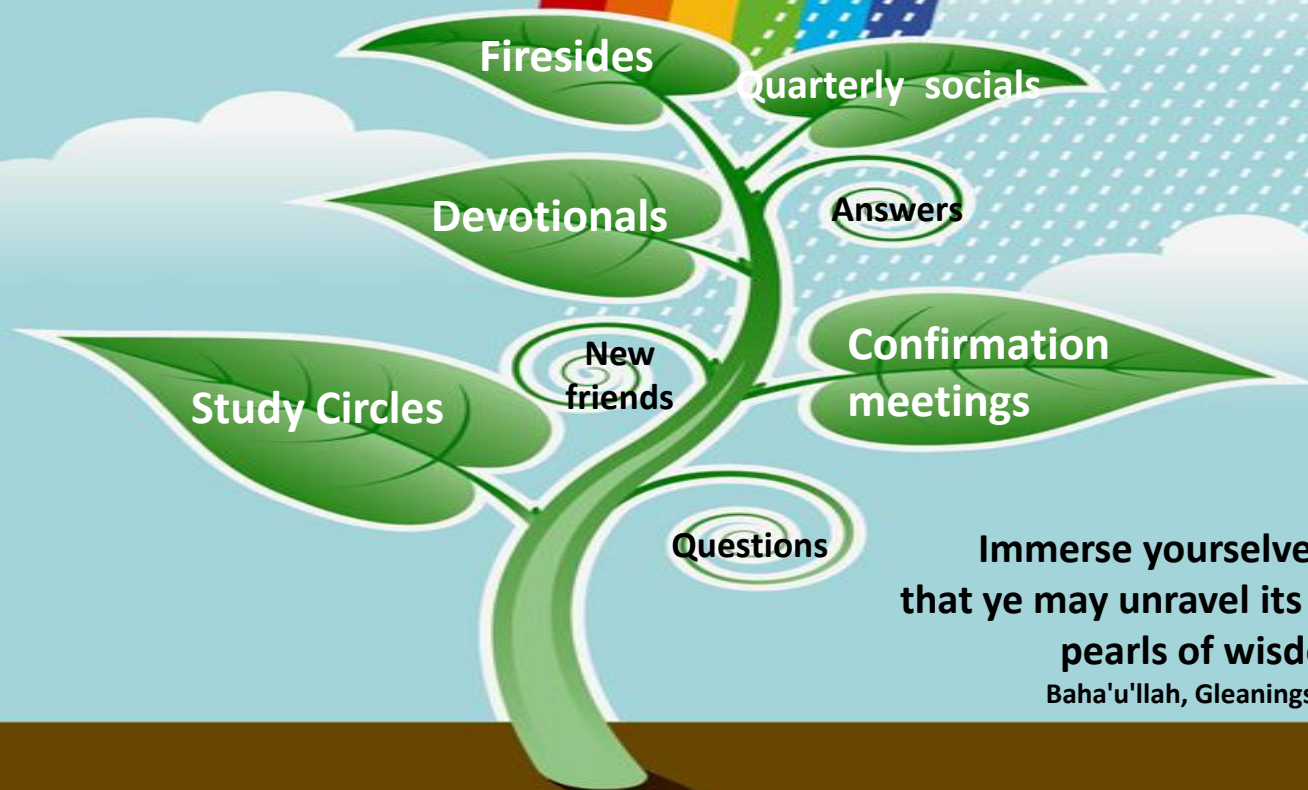 Firesides
Quarterly socials
Devotionals
Answers
New
friends
Confirmation
meetings
Study Circles
Questions
Immerse yourselve
that ye may unravel its
pearls of wisd
Baha'u'llah, Gleanings